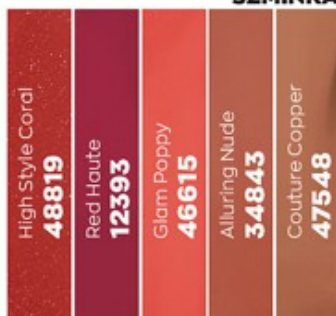 High Style Coral
48819
Red Haute
12393
Glam Poppy
46615
Alluring Nude
34843
Couture Copper
47548